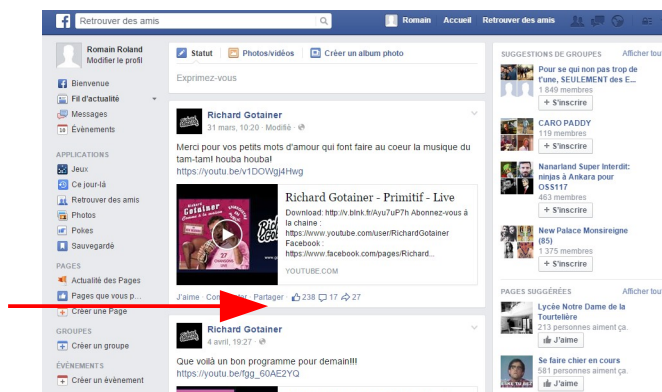 Retrouver des amis
Romain Accueil Retrouver des amis
Romain Roland
Modifier le profil
Bienvenue
Fil d'actualité
Messages
Évènements
APPLICATIONS
Jeux
Ce jour-là
Retrouver des amis
Photos
Pokes
Sauvegardé
PAGES
Actualité des Pages
Pages que vous p...
Créer une Page
GROUPES
Créer un groupe
ÉVÈNEMENTS
Créer un évènement
Statut Photos/vidéos Créer un album photo
Exprimez-vous
Richard Gotainer
31 mars, 10:20 · Modifié ·
Merci pour vos petits mots d'amour qui font faire au coeur la musique du
tam-tam! houba houba!
https://youtu.be/v1DOWgj4Hwg
Richard Gotainer - Primitif - Live
Download: http://v.blnk.fr/Ayu7uP7h Abonnez-vous à
la chaine :
https://www.youtube.com/user/RichardGotainer
Facebook :
https://www.facebook.com/pages/Richard...
YOUTUBE.COM
J'aime · Partager · 238 17 27
Richard Gotainer
4 avril, 19:27 ·
Que voilà un bon programme pour demain!!!
https://youtu.be/fgg_60AE2YQ
SUGGESTIONS DE GROUPES Afficher tou
Pour se qui non pas trop de
t'une, SEULEMENT des E...
1 849 membres
+ S'inscrire
CARO PADDY
119 membres
+ S'inscrire
Nanarland Super Interdit:
ninjas à Ankara pour
OSS117
463 membres
+ S'inscrire
New Palace Monsireigne
(85)
1 375 membres
+ S'inscrire
PAGES SUGGÉRÉES Afficher tou
Lycée Notre Dame de la
Tourtelière
213 personnes aiment ça.
J'aime
Se faire chier en cours
581 personnes aiment ça.
J'aime